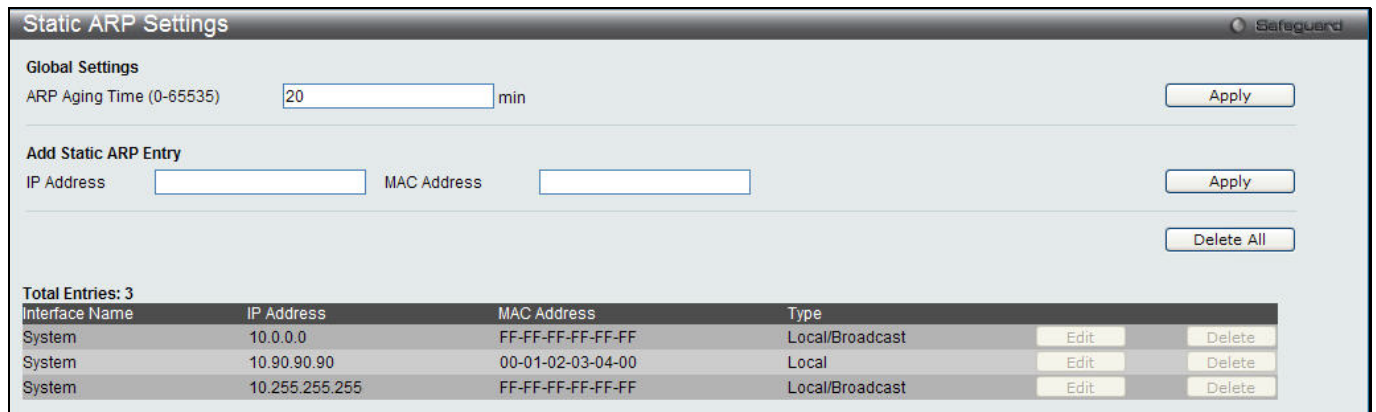 Static ARP Settings Safeguard
Global Settings
ARP Aging Time (0-65535) 20 min Apply
Add Static ARP Entry
IP Address MAC Address Apply
Delete All
Total Entries: 3
Interface Name IP Address MAC Address Type
System 10.0.0.0 FF-FF-FF-FF-FF-FF Local/Broadcast Edit Delete
System 10.90.90.90 00-01-02-03-04-00 Local Edit Delete
System 10.255.255.255 FF-FF-FF-FF-FF-FF Local/Broadcast Edit Delete